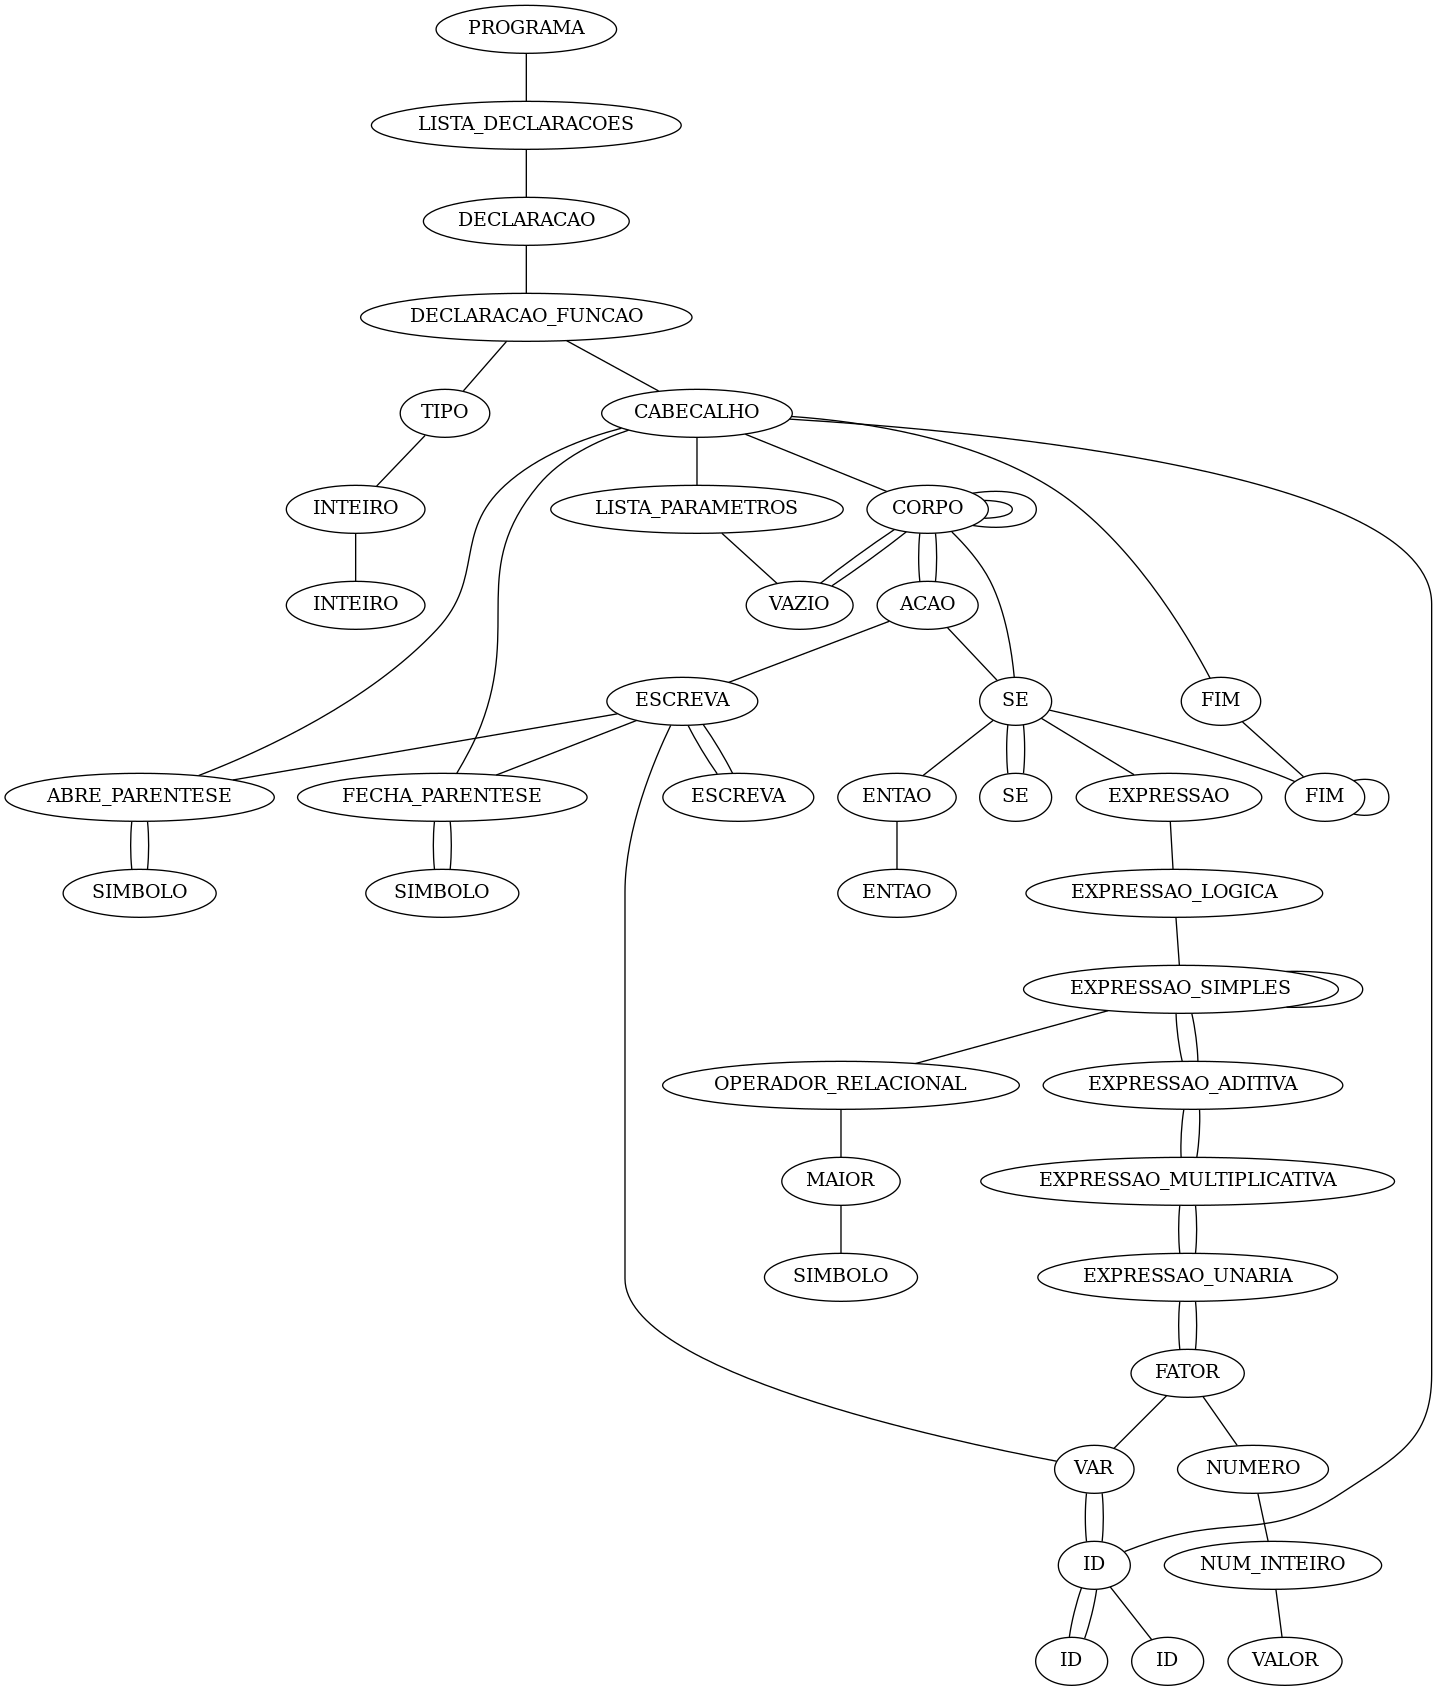 PROGRAMA
LISTA_DECLARACOES
DECLARACAO
DECLARACAO_FUNCAO
TIPO
CABECALHO
INTEIRO
LISTA_PARAMETROS
CORPO
INTEIRO
VAZIO
ACAO
ESCREVA
SE
FIM
ABRE_PARENTESE
FECHA_PARENTESE
ESCREVA
ENTAO
SE
EXPRESSAO
FIM
SIMBOLO
SIMBOLO
ENTAO
EXPRESSAO_LOGICA
EXPRESSAO_SIMPLES
OPERADOR_RELACIONAL
EXPRESSAO_ADITIVA
MAIOR
EXPRESSAO_MULTIPLICATIVA
SIMBOLO
EXPRESSAO_UNARIA
FATOR
VAR
NUMERO
ID
NUM_INTEIRO
ID
ID
VALOR